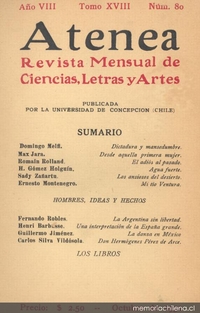 Año VIII Tomo XVIII Núm. 80
Atenea
Revista Mensual de
Ciencias, Letras y Artes
PUBLICADA
POR LA UNIVERSIDAD DE CONCEPCION (CHILE)
SUMARIO
Domingo Melfi. Dictadura y mansedumbre.
Max Jara. Desde aquella primera mujer.
Romain Rolland. El adiós al pasado.
H. Gómez Holguín. Agua fuerte.
Sady Zañartu. Los ancianos del desierto.
Ernesto Montenegro. Mi tío Ventura.
HOMBRES, IDEAS Y HECHOS
Fernando Robles. La Argentina sin libertad.
Henri Barbusse. Una interpretación de la España grande.
Guillermo Jiménez. La danza en México
Carlos Silva Vildósola. Don Hermógenes Pérez de Arce.
LOS LIBROS
Precio: $ 2.50
memoriachilena.cl